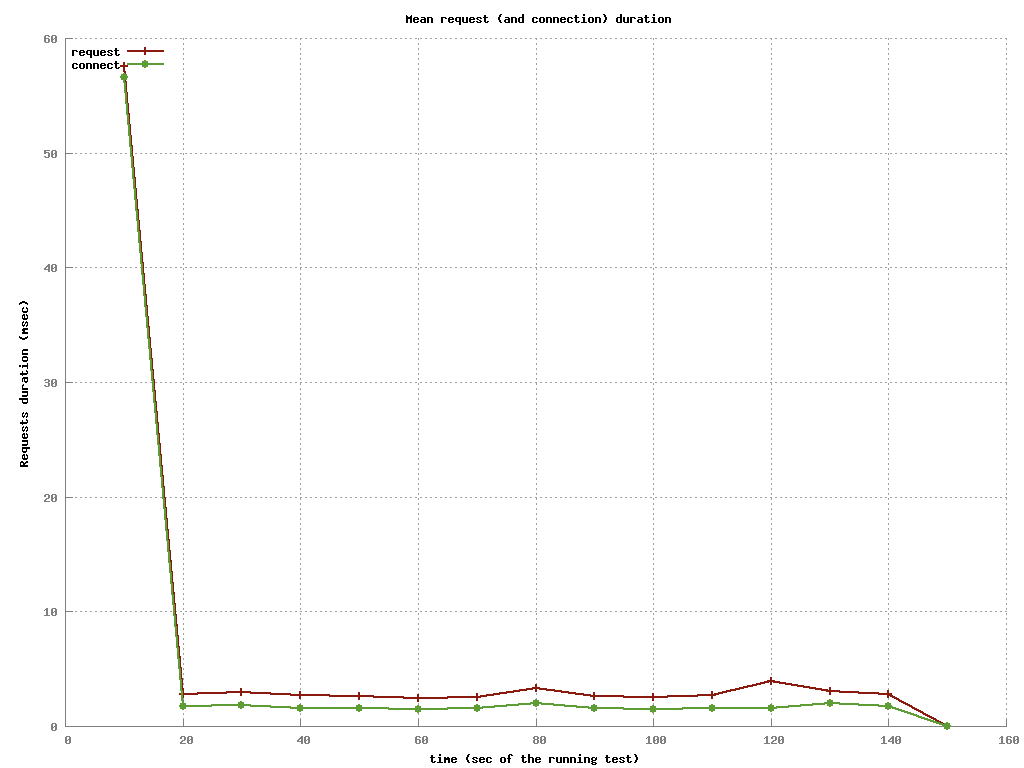 Mean request (and connection) duration
60
request
connect
50
40
30
20
10
0
0 20 40 60 80 100 120 140 160
Requests duration (msec)
time (sec of the running test)